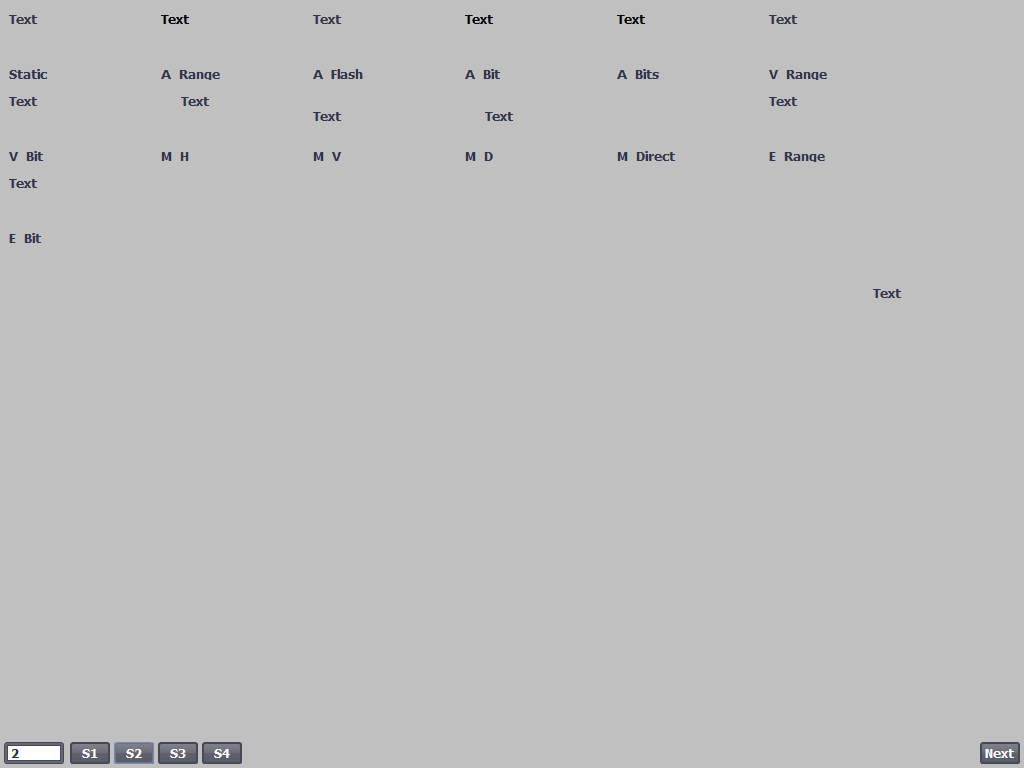 Text Text Text Text Text Text
Static A Range A Flash A Bit A Bits V Range
Text Text Text
Text Text
V Bit M H M V M D M Direct E Range
Text
E Bit
Text
2 S1 S2 S3 S4 Next